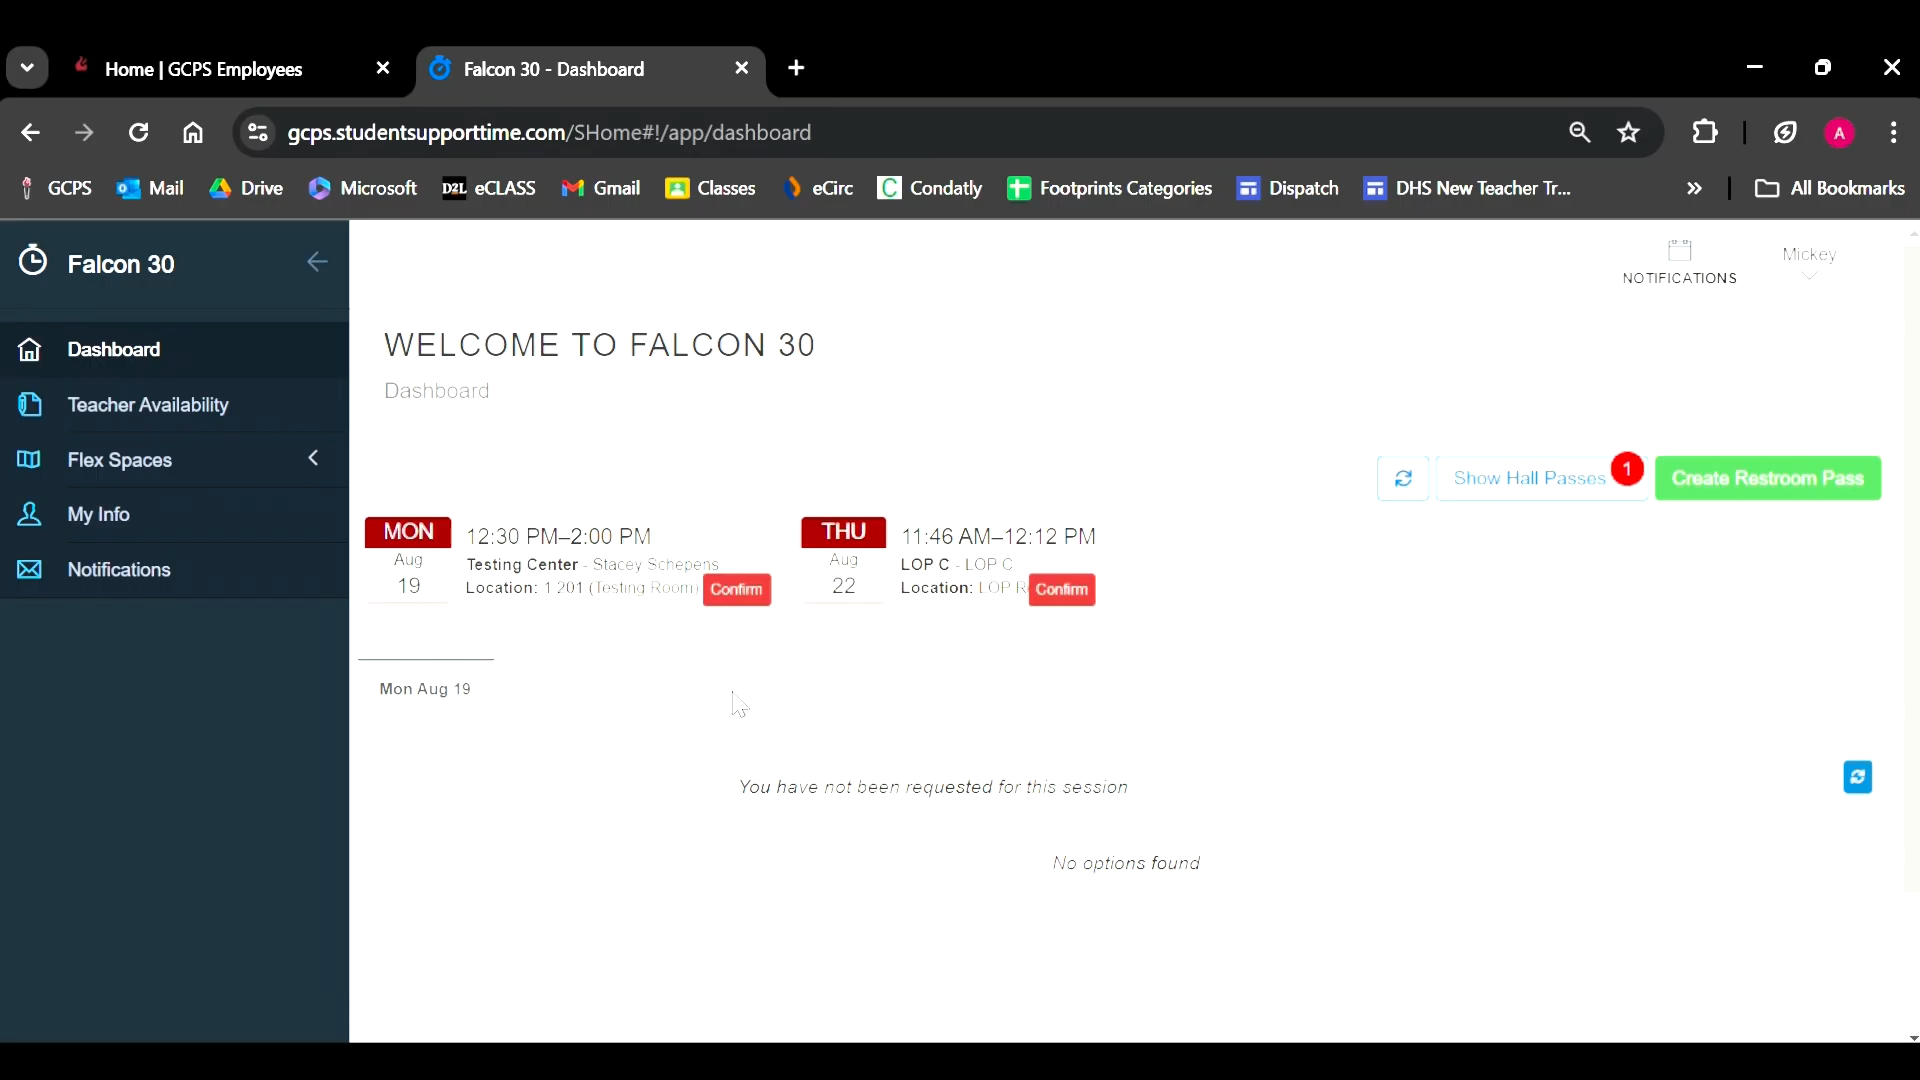 Home | GCPS Employees
Falcon 30 - Dashboard
gcps.studentsupporttime.com/SHome#!/app/dashboard
A
GCPS
Mail
Drive
Microsoft
D2L eCLASS
Gmail
Classes
eCirc
C Condatly
Footprints Categories
Dispatch
DHS New Teacher Tr...
All Bookmarks
Falcon 30
Dashboard
Teacher Availability
Flex Spaces
My Info
Notifications
NOTIFICATIONS
Mickey
WELCOME TO FALCON 30
Dashboard
Show Hall Passes
1
Create Restroom Pass
MON
Aug
19
12:30 PM–2:00 PM
Testing Center - Stacey Schepens
Location: 1 201 (Testing Room)
Confirm
THU
Aug
22
11:46 AM–12:12 PM
LOP C - LOP C
Location: LOP R
Confirm
Mon Aug 19
You have not been requested for this session
No options found